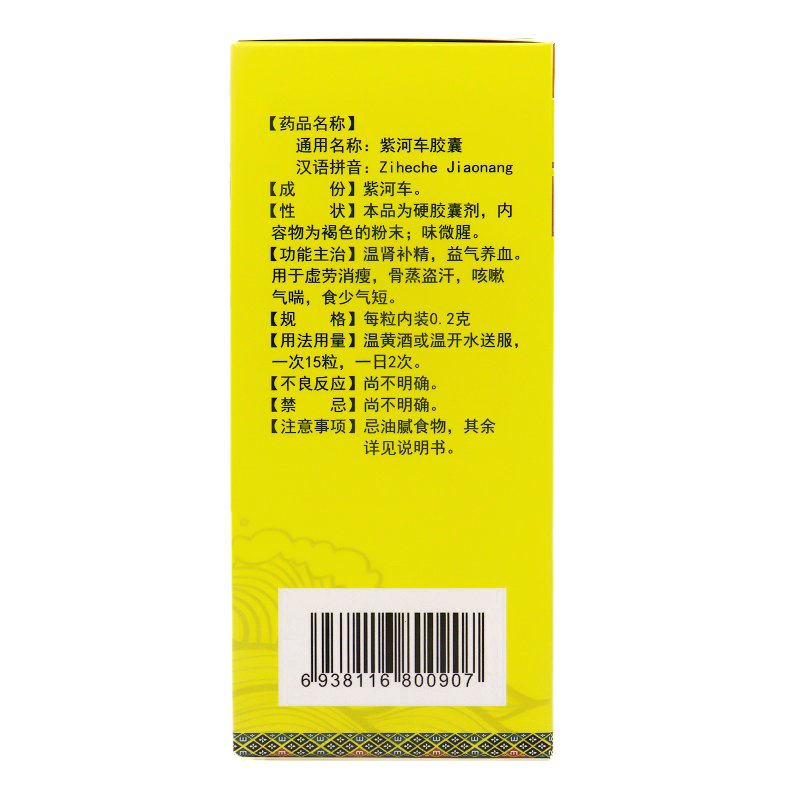 【药品名称】
通用名称：紫河车胶囊
汉语拼音：Ziheche Jiaonang
【成 份】紫河车。
【性 状】本品为硬胶囊剂，内
容物为褐色的粉末；味微腥。
【功能主治】温肾补精，益气养血。
用于虚劳消瘦，骨蒸盗汗，咳嗽
气喘，食少气短。
【规 格】每粒内装0.2克
【用法用量】温黄酒或温开水送服，
一次15粒，一日2次。
【不良反应】尚不明确。
【禁 忌】尚不明确。
【注意事项】忌油腻食物，其余
详见说明书。
6 938116 800907